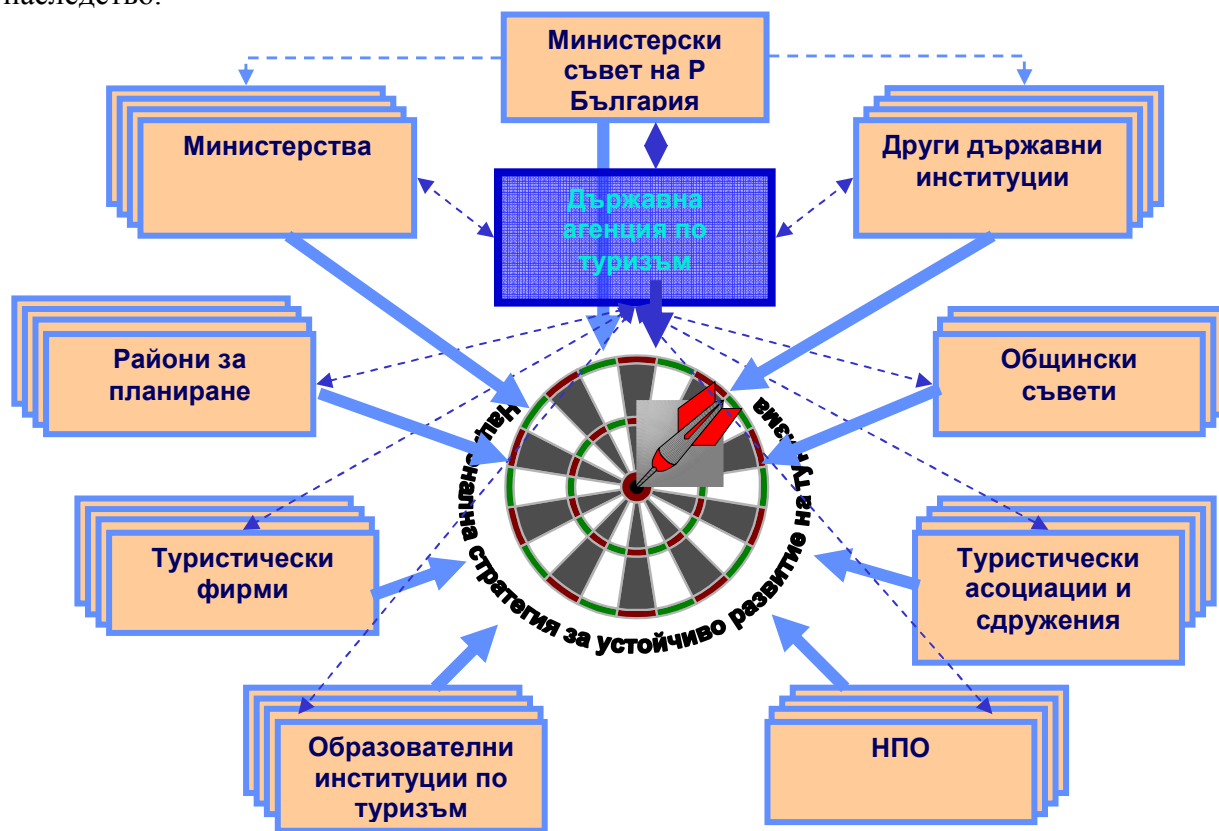 наследство.
Министерски
съвет на Р
България
Министерства
Други държавни
институции
Държавна
агенция по
туризъм
Райони за
планиране
Общински
съвети
Национална стратегия за устойчиво развитие на туризма
Туристически
фирми
Туристически
асоциации и
сдружения
Образователни
институции по
туризъм
НПО